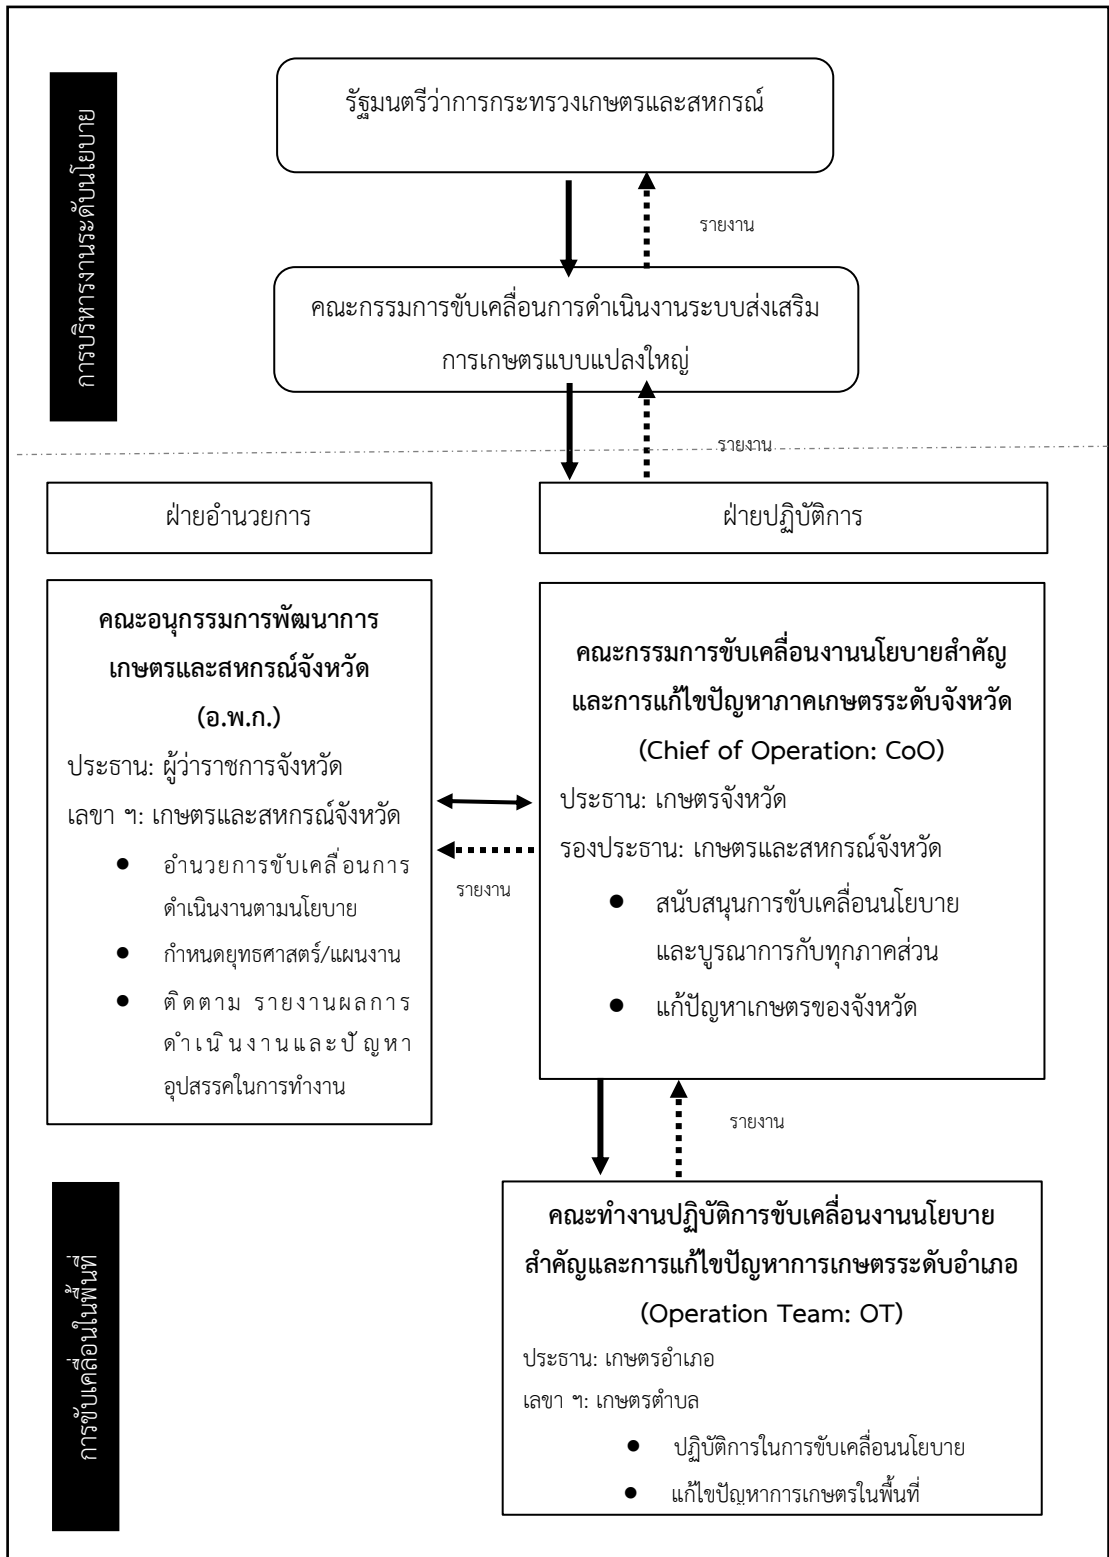 การบริหารงานระดับนโยบาย
รัฐมนตรีว่าการกระทรวงเกษตรและสหกรณ์
รายงาน
คณะกรรมการขับเคลื่อนการดำเนินงานระบบส่งเสริม
การเกษตรแบบแปลงใหญ่
รายงาน
ฝ่ายอำนวยการ
ฝ่ายปฏิบัติการ
คณะอนุกรรมการพัฒนาการ
เกษตรและสหกรณ์จังหวัด
(อ.พ.ก.)
ประธาน: ผู้ว่าราชการจังหวัด
เลขา ฯ: เกษตรและสหกรณ์จังหวัด
● อำนวยการขับเคลื่อนการ
ดำเนินงานตามนโยบาย
● กำหนดยุทธศาสตร์/แผนงาน
● ติดตาม รายงานผลการ
ดำเนินงานและปัญหา
อุปสรรคในการทำงาน
รายงาน
คณะกรรมการขับเคลื่อนงานนโยบายสำคัญ
และการแก้ไขปัญหาภาคเกษตรระดับจังหวัด
(Chief of Operation: CoO)
ประธาน: เกษตรจังหวัด
รองประธาน: เกษตรและสหกรณ์จังหวัด
● สนับสนุนการขับเคลื่อนนโยบาย
และบูรณาการกับทุกภาคส่วน
● แก้ปัญหาเกษตรของจังหวัด
รายงาน
การขับเคลื่อนในพื้นที่
คณะทำงานปฏิบัติการขับเคลื่อนงานนโยบาย
สำคัญและการแก้ไขปัญหาการเกษตรระดับอำเภอ
(Operation Team: OT)
ประธาน: เกษตรอำเภอ
เลขา ฯ: เกษตรตำบล
● ปฏิบัติการในการขับเคลื่อนนโยบาย
● แก้ไขปัญหาการเกษตรในพื้นที่